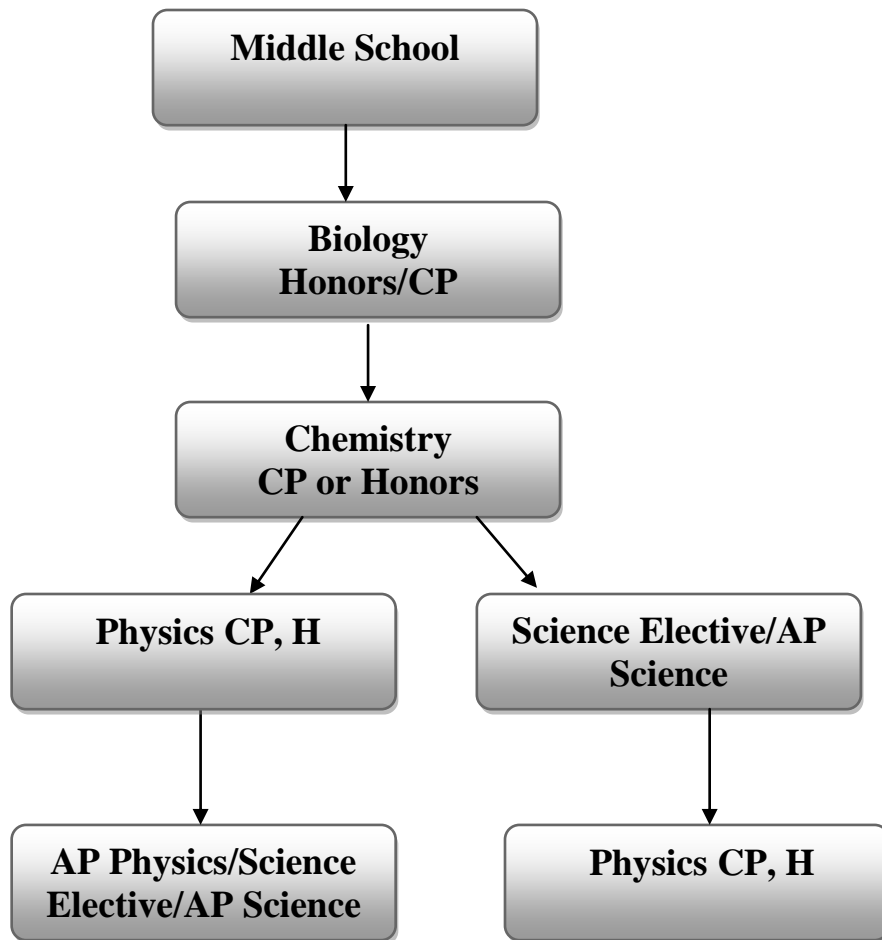 Middle School
Biology
Honors/CP
Chemistry
CP or Honors
Physics CP, H
Science Elective/AP
Science
AP Physics/Science
Elective/AP Science
Physics CP, H